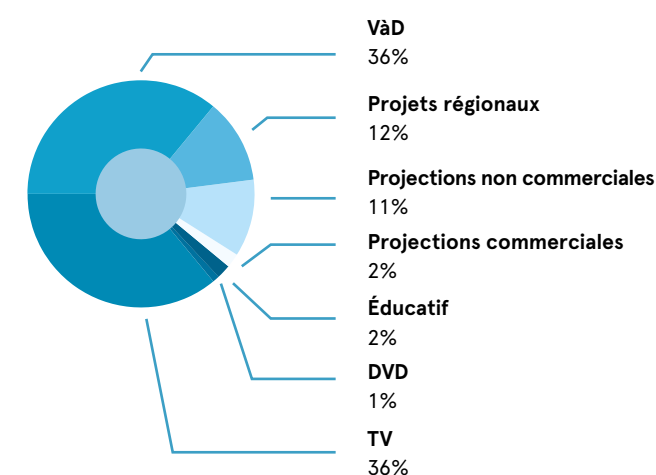 VàD
36%
Projets régionaux
12%
Projections non commerciales
11%
Projections commerciales
2%
Éducatif
2%
DVD
1%
TV
36%